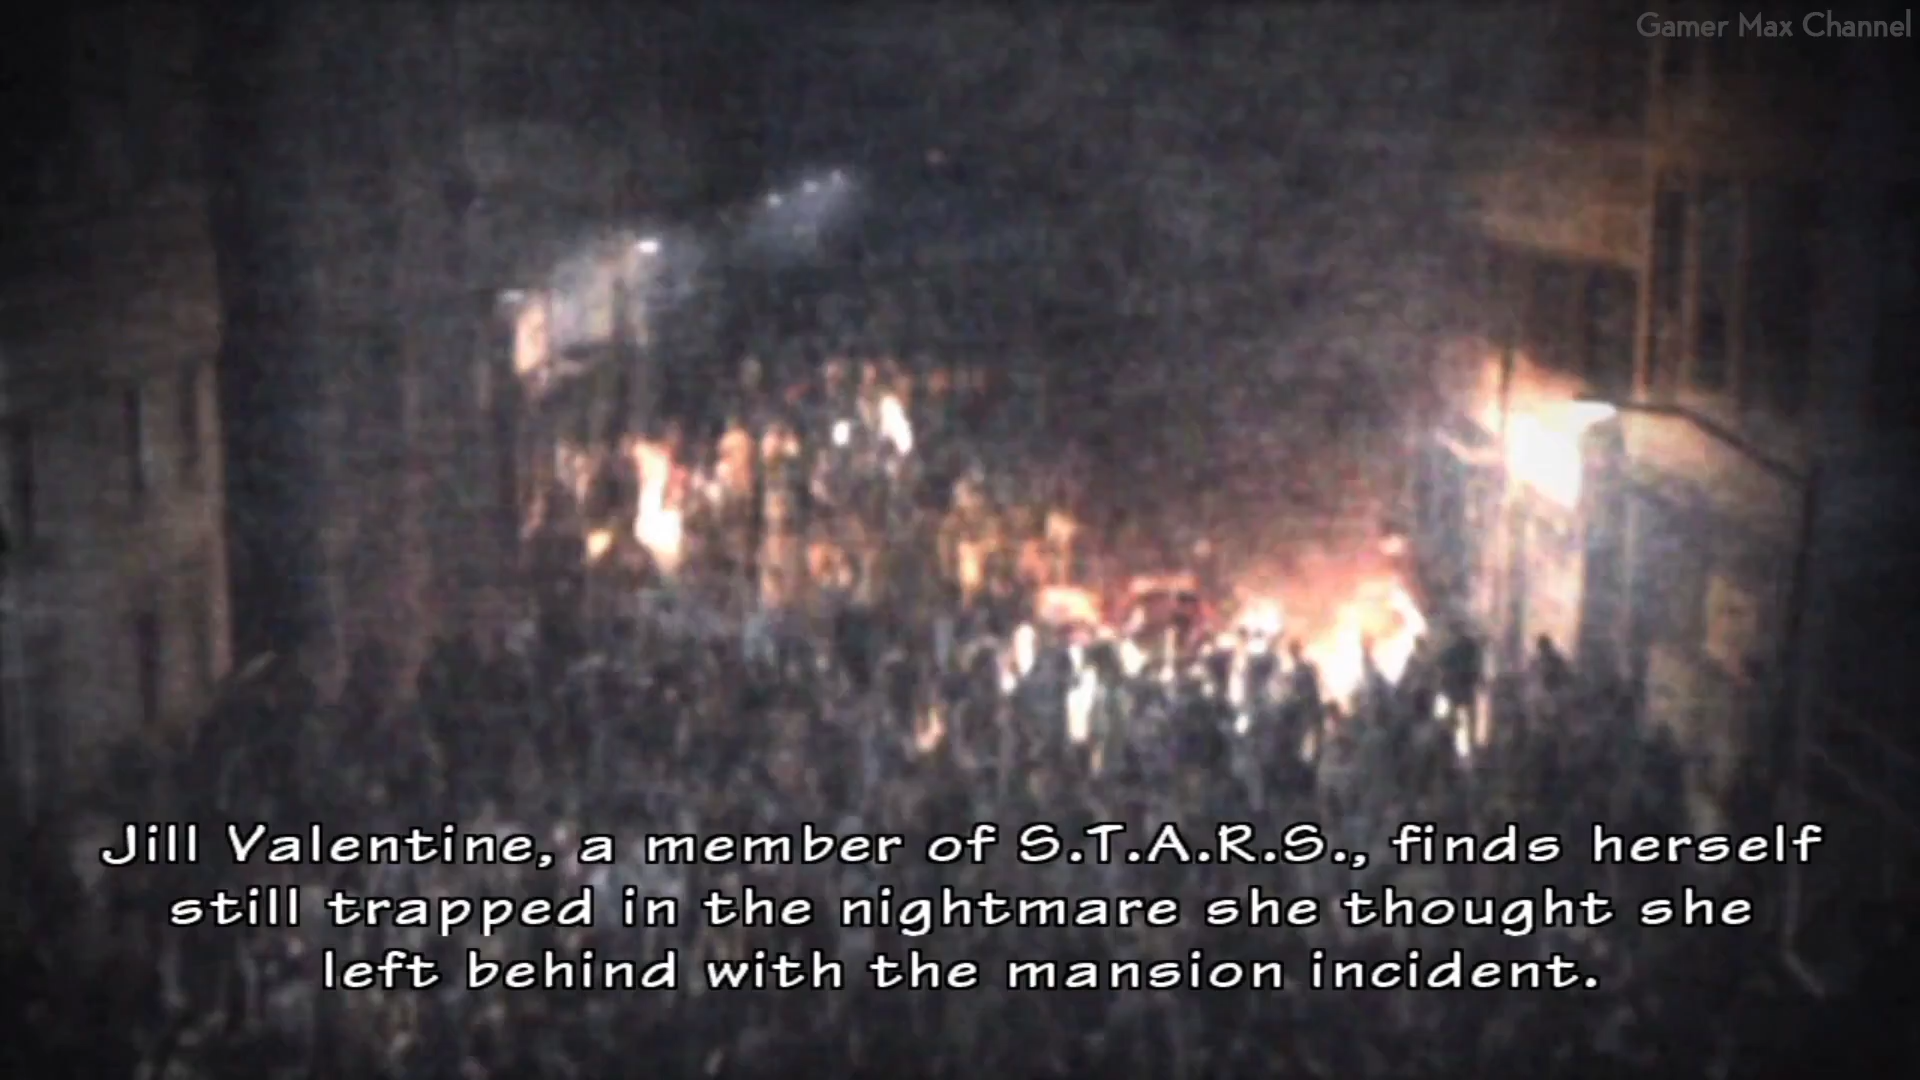 Gamer Max Channel
Jill Valentine, a member of S.T.A.R.S., finds herself
still trapped in the nightmare she thought she
left behind with the mansion incident.